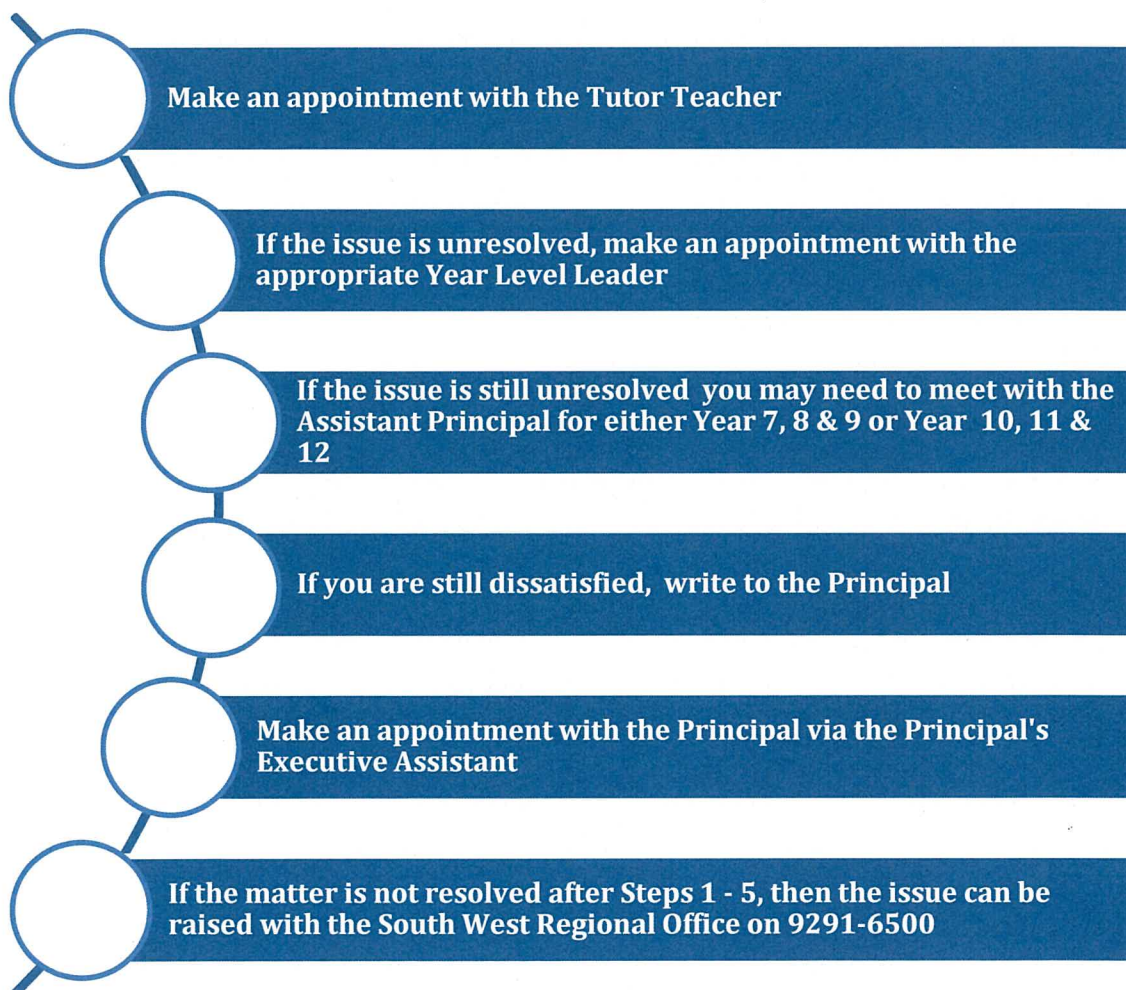 Make an appointment with the Tutor Teacher
If the issue is unresolved, make an appointment with the
appropriate Year Level Leader
If the issue is still unresolved  you may need to meet with the
Assistant Principal for either Year 7, 8 & 9 or Year  10, 11 &
12
If you are still dissatisfied,  write to the Principal
Make an appointment with the Principal via the Principal's
Executive Assistant
If the matter is not resolved after Steps 1 - 5, then the issue can be
raised with the South West Regional Office on 9291-6500